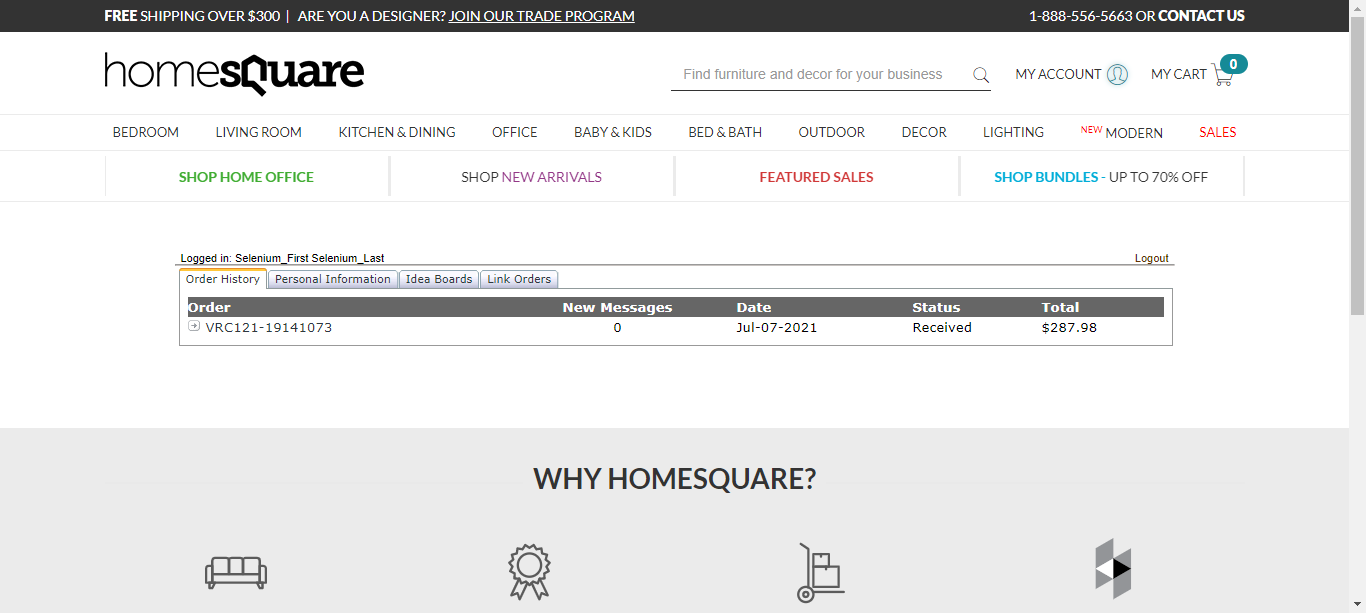 FREE SHIPPING OVER $300 | ARE YOU A DESIGNER? JOIN OUR TRADE PROGRAM 1-888-556-5663 OR CONTACT US
homesquare Find furniture and decor for your business MY ACCOUNT MY CART 0
BEDROOM LIVING ROOM KITCHEN & DINING OFFICE BABY & KIDS BED & BATH OUTDOOR DECOR LIGHTING NEW MODERN SALES
SHOP HOME OFFICE SHOP NEW ARRIVALS FEATURED SALES SHOP BUNDLES - UP TO 70% OFF
Logged in: Selenium_First Selenium_Last Logout
Order History Personal Information Idea Boards Link Orders
Order New Messages Date Status Total
VRC121-19141073 0 Jul-07-2021 Received $287.98
WHY HOMESQUARE?